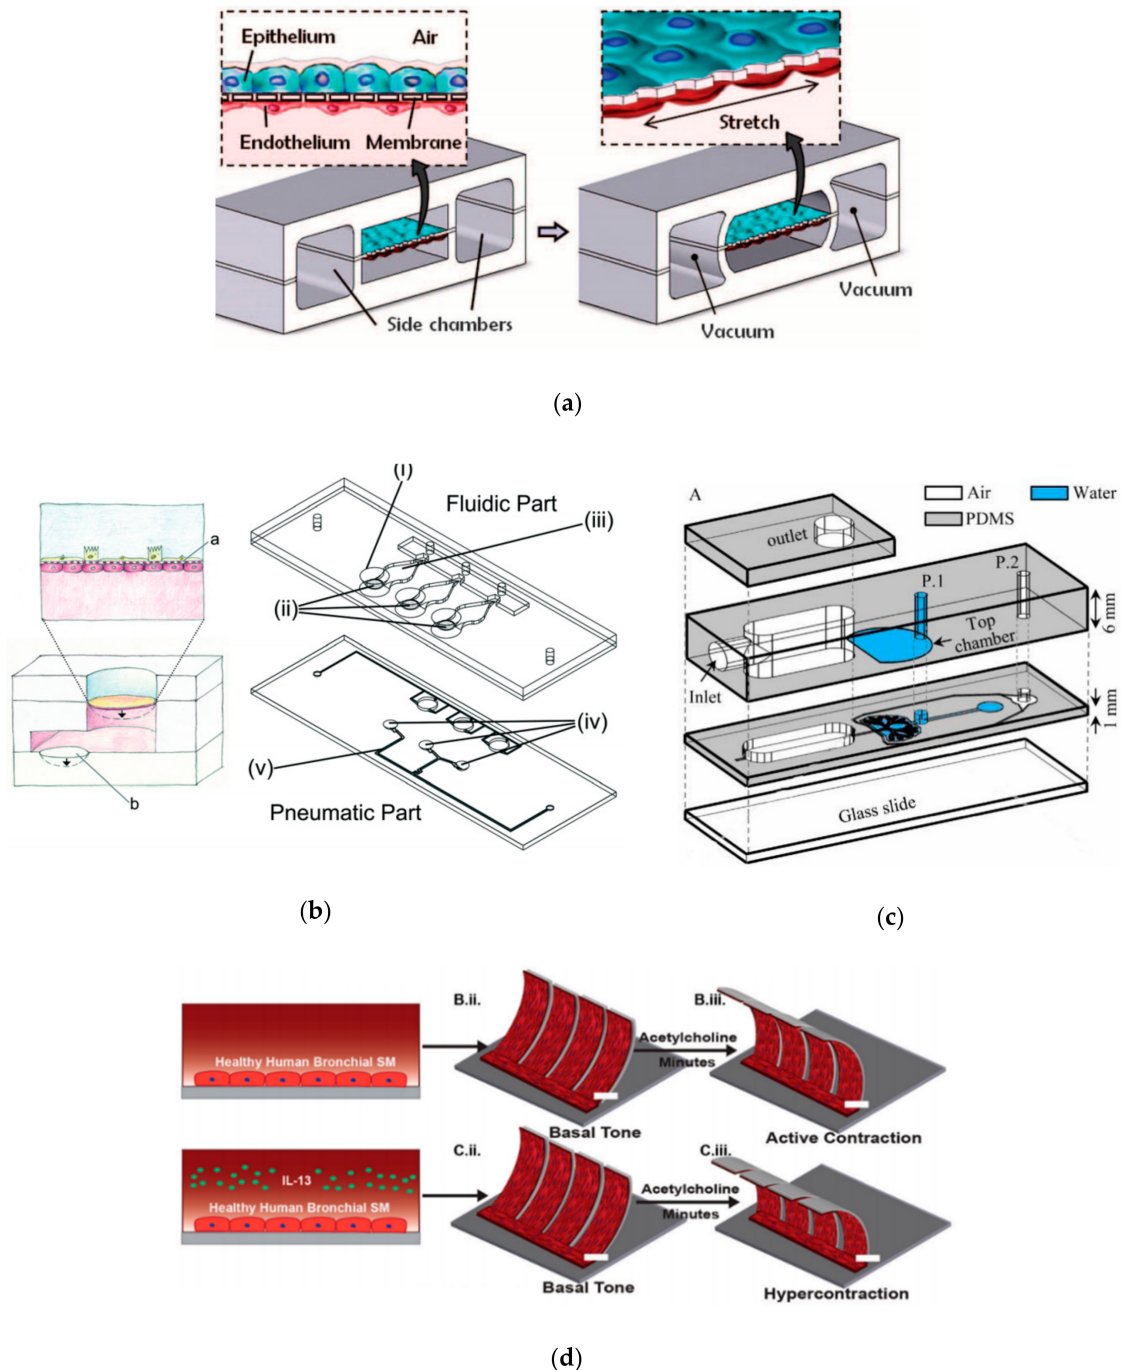 Epithelium
Air
Endothelium
Membrane
Stretch
Side chambers
Vacuum
Vacuum
(a)
a
b
(i)
Fluidic Part
(iii)
(ii)
(iv)
(v)
Pneumatic Part
(b)
A
Air
Water
PDMS
outlet
P.1
P.2
Top
chamber
Inlet
6 mm
1 mm
Glass slide
(c)
Healthy Human Bronchial SM
B.ii.
Basal Tone
Acetylcholine
Minutes
B.iii.
Active Contraction
IL-13
Healthy Human Bronchial SM
C.ii.
Basal Tone
Acetylcholine
Minutes
C.iii.
Hypercontraction
(d)